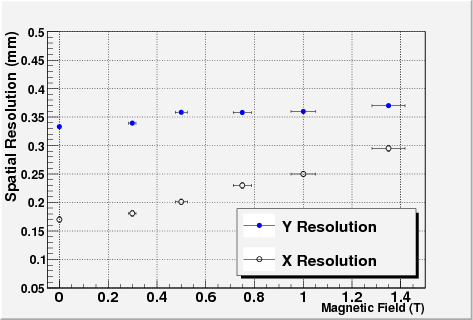 Spatial Resolution (mm)
0.5
0.45
0.4
0.35
0.3
0.25
0.2
0.15
0.1
0.05
Y Resolution
X Resolution
0 0.2 0.4 0.6 0.8 1 1.2 1.4
Magnetic Field (T)